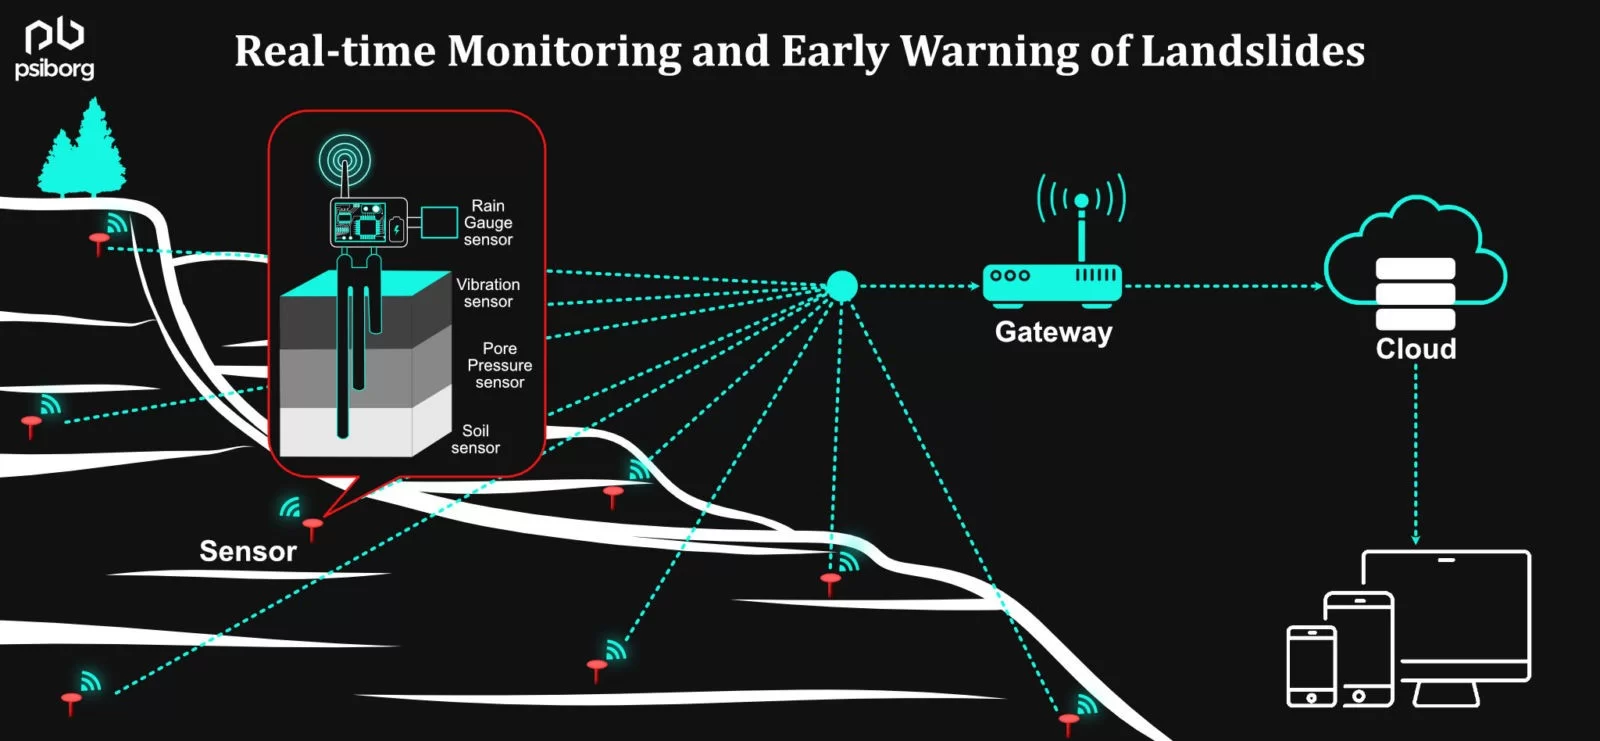 psiborg
Real-time Monitoring and Early Warning of Landslides
Rain
Gauge
sensor
Vibration
sensor
Pore
Pressure
sensor
Soil
sensor
Sensor
Gateway
Cloud